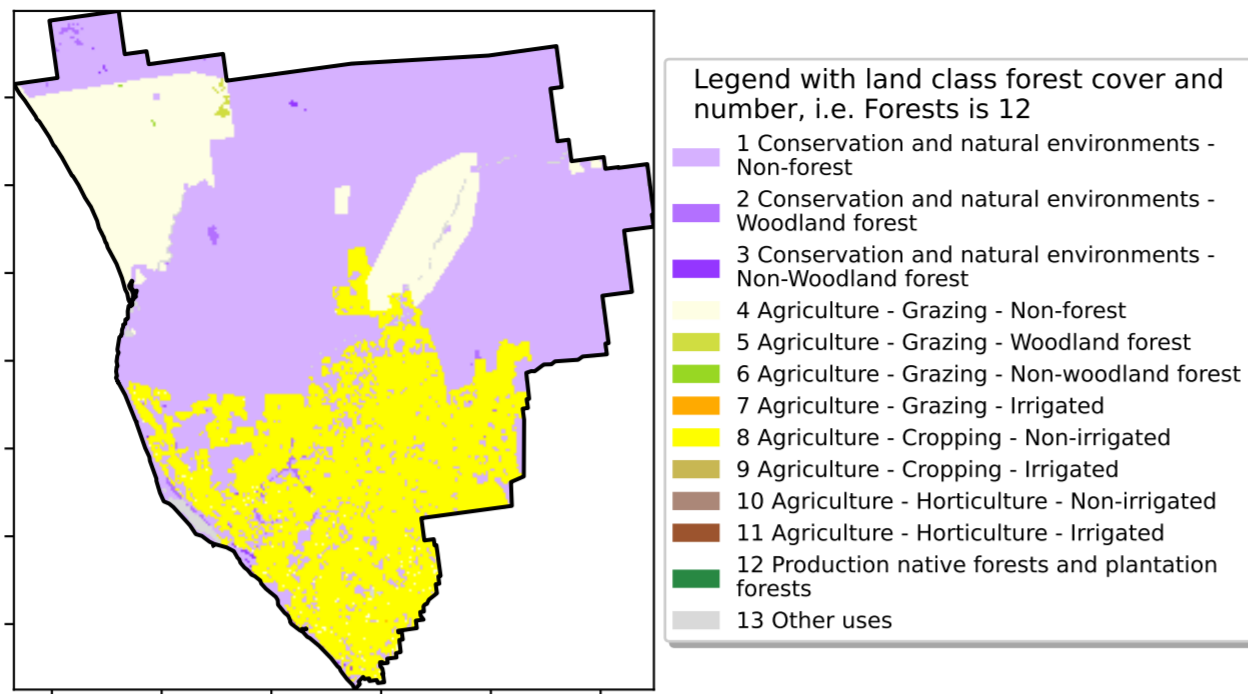 Legend with land class forest cover and
number, i.e. Forests is 12
1 Conservation and natural environments -
Non-forest
2 Conservation and natural environments -
Woodland forest
3 Conservation and natural environments -
Non-Woodland forest
4 Agriculture - Grazing - Non-forest
5 Agriculture - Grazing - Woodland forest
6 Agriculture - Grazing - Non-woodland forest
7 Agriculture - Grazing - Irrigated
8 Agriculture - Cropping - Non-irrigated
9 Agriculture - Cropping - Irrigated
10 Agriculture - Horticulture - Non-irrigated
11 Agriculture - Horticulture - Irrigated
12 Production native forests and plantation
forests
13 Other uses